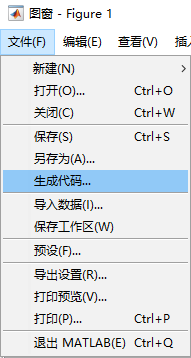 图窗 - Figure 1
文件(F) 编辑(E) 查看(V)
新建(N)
打开(O)... Ctrl+O
关闭(C) Ctrl+W
保存(S) Ctrl+S
另存为(A)...
生成代码...
导入数据(I)...
保存工作区(W)
预设(F)...
导出设置(R)...
打印预览(V)...
打印(P)... Ctrl+P
退出 MATLAB(E) Ctrl+Q